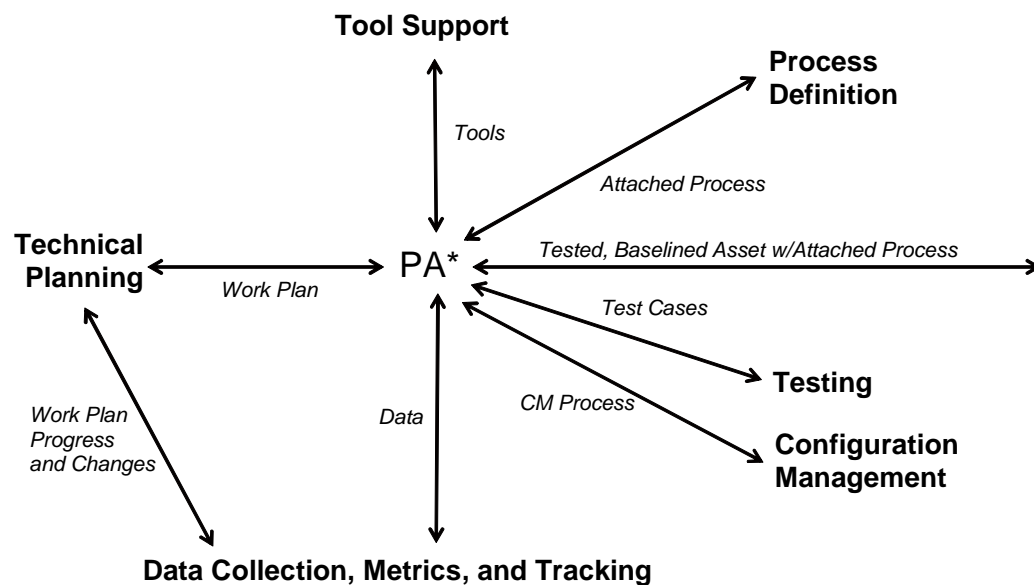 Tool Support
Process
Definition
Tools
Attached Process
Technical
Planning
Work Plan
PA*
Tested, Baselined Asset w/Attached Process
Test Cases
Testing
Work Plan
Progress
and Changes
Data
CM Process
Configuration
Management
Data Collection, Metrics, and Tracking